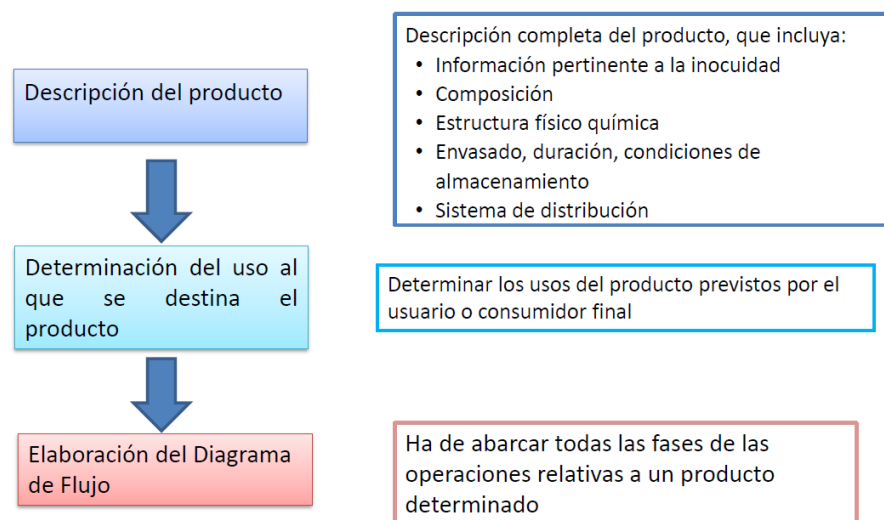 Descripción del producto
Descripción completa del producto, que incluya:
• Información pertinente a la inocuidad
• Composición
• Estructura físico química
• Envasado, duración, condiciones de
almacenamiento
• Sistema de distribución
Determinación del uso al
que se destina el
producto
Determinar los usos del producto previstos por el
usuario o consumidor final
Elaboración del Diagrama
de Flujo
Ha de abarcar todas las fases de las
operaciones relativas a un producto
determinado